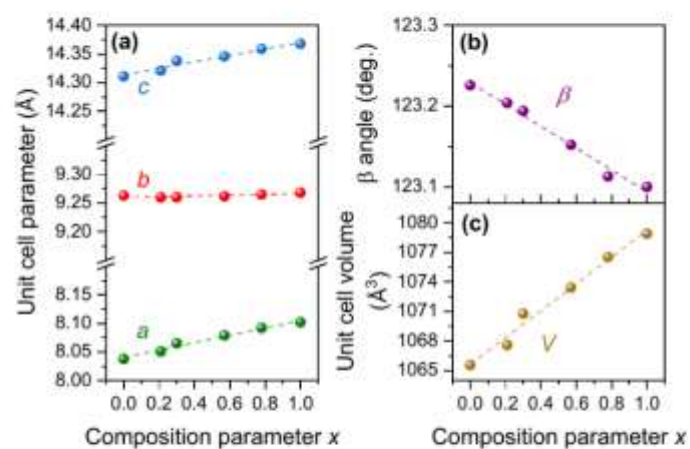 (a)
14.40
14.35
14.30
14.25
c
9.30
9.25
9.20
b
8.15
8.10
8.05
8.00
a
Unit cell parameter (Å)
0.0 0.2 0.4 0.6 0.8 1.0
Composition parameter x
(b)
123.3
123.2
123.1
β angle (deg.)
β
(c)
1080
1077
1074
1071
1068
1065
Unit cell volume
(Å³)
V
0.0 0.2 0.4 0.6 0.8 1.0
Composition parameter x